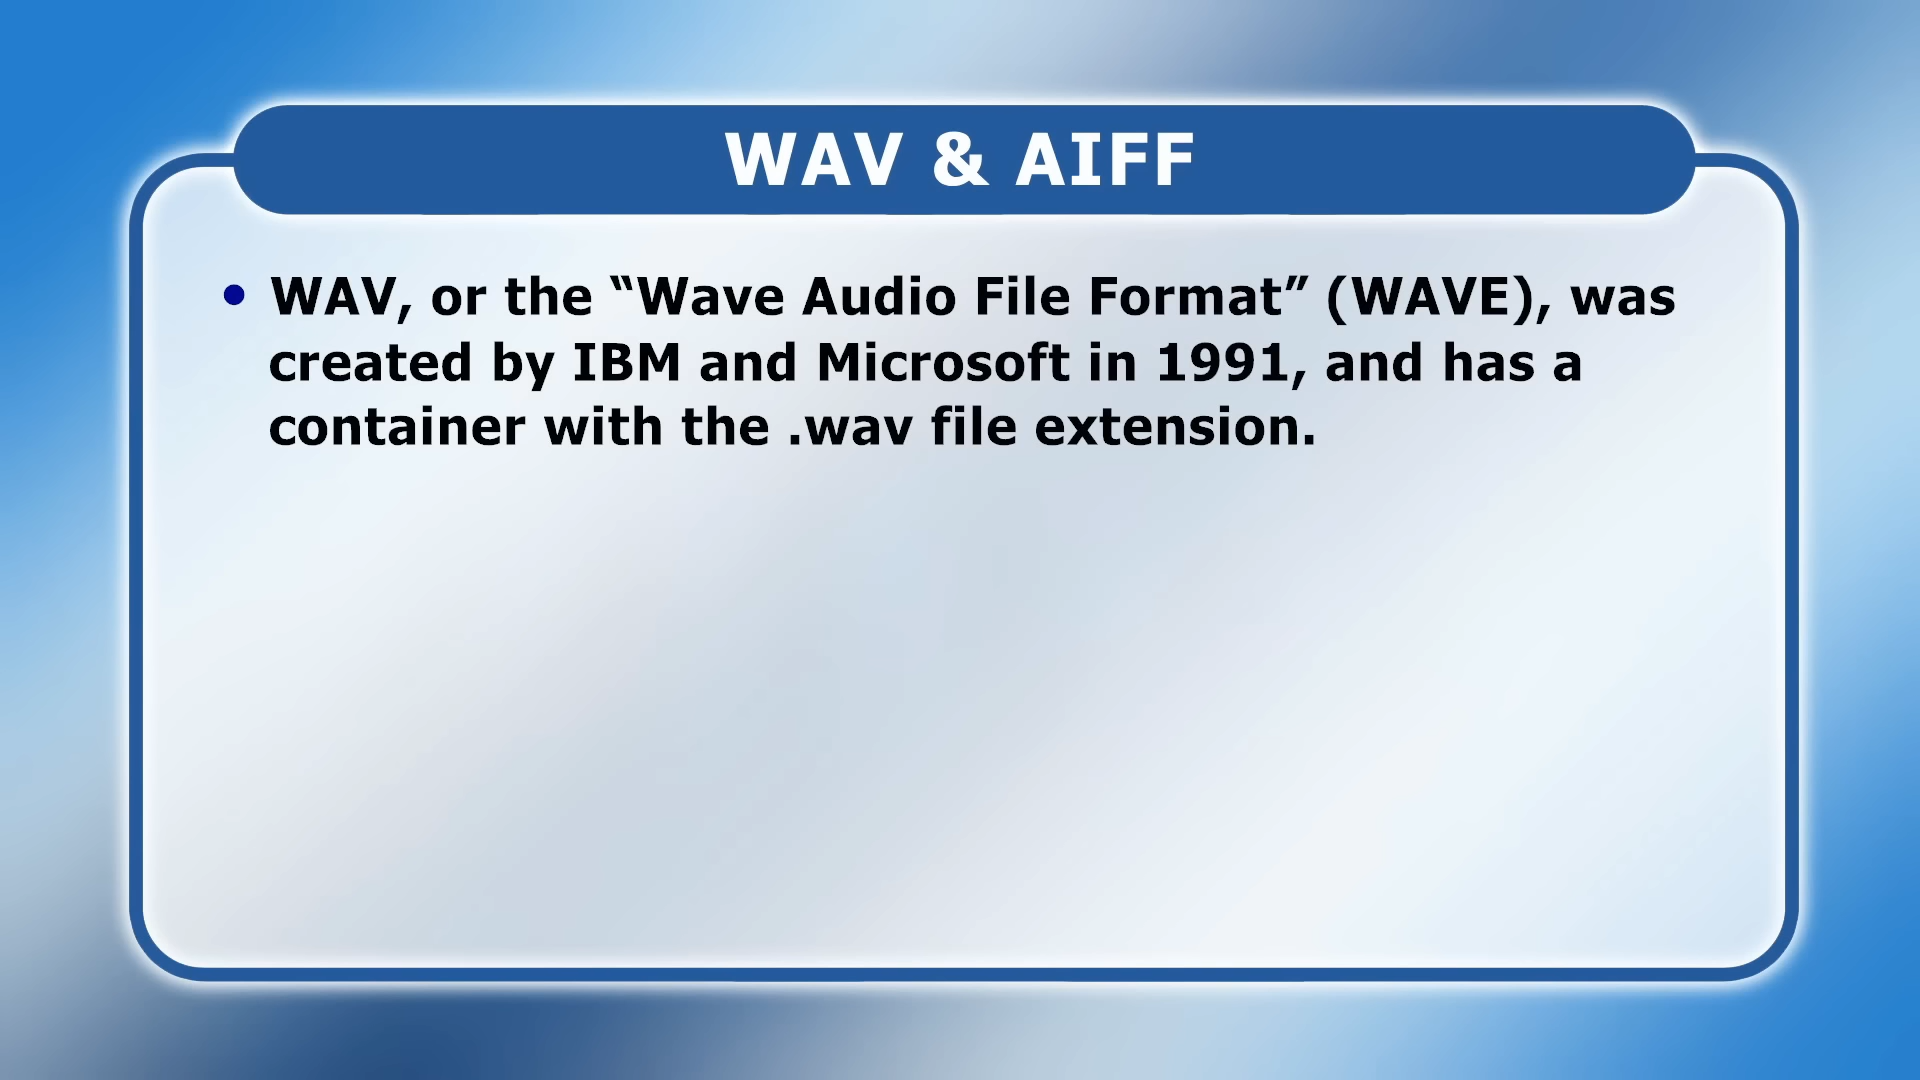 WAV & AIFF
• WAV, or the “Wave Audio File Format” (WAVE), was
created by IBM and Microsoft in 1991, and has a
container with the .wav file extension.